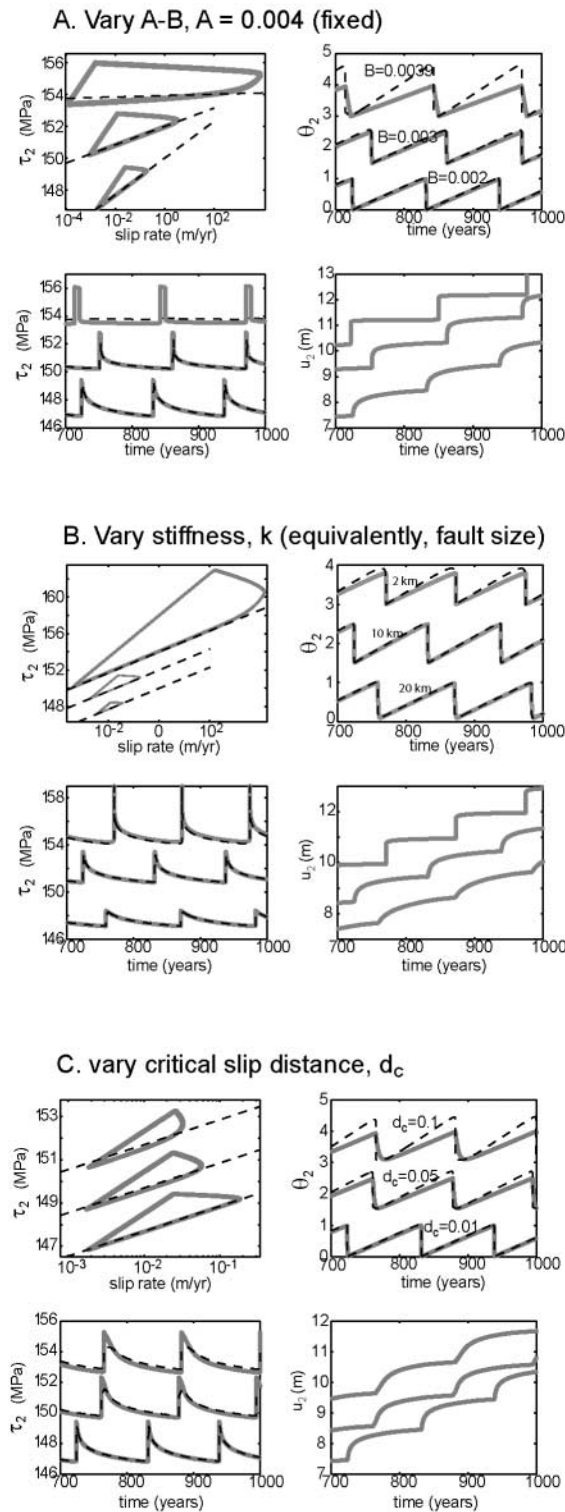 A. Vary A-B, A = 0.004 (fixed)
156
154
152
150
148
τ2 (MPa)
10-4 10-2 100 102
slip rate (m/yr)
5
4
3
2
1
0
θ2
B=0.0039
B=0.003
B=0.002
700 800 900 1000
time (years)
156
154
152
150
148
146
τ2 (MPa)
700 800 900 1000
time (years)
13
12
11
10
9
8
7
u2 (m)
700 800 900 1000
time (years)
B. Vary stiffness, k (equivalently, fault size)
160
156
152
148
τ2 (MPa)
10-2 0 102
slip rate (m/yr)
4
3
2
1
0
θ2
2 km
10 km
20 km
700 800 900 1000
time (years)
158
154
150
146
τ2 (MPa)
700 800 900 1000
time (years)
12
10
8
u2 (m)
700 800 900 1000
time (years)
C. vary critical slip distance, dc
153
151
149
147
τ2 (MPa)
10-3 10-2 10-1
slip rate (m/yr)
5
4
3
2
1
0
θ2
dc=0.1
dc=0.05
dc=0.01
700 800 900 1000
time (years)
156
154
152
150
148
146
τ2 (MPa)
700 800 900 1000
time (years)
12
11
10
9
8
7
u2 (m)
700 800 900 1000
time (years)